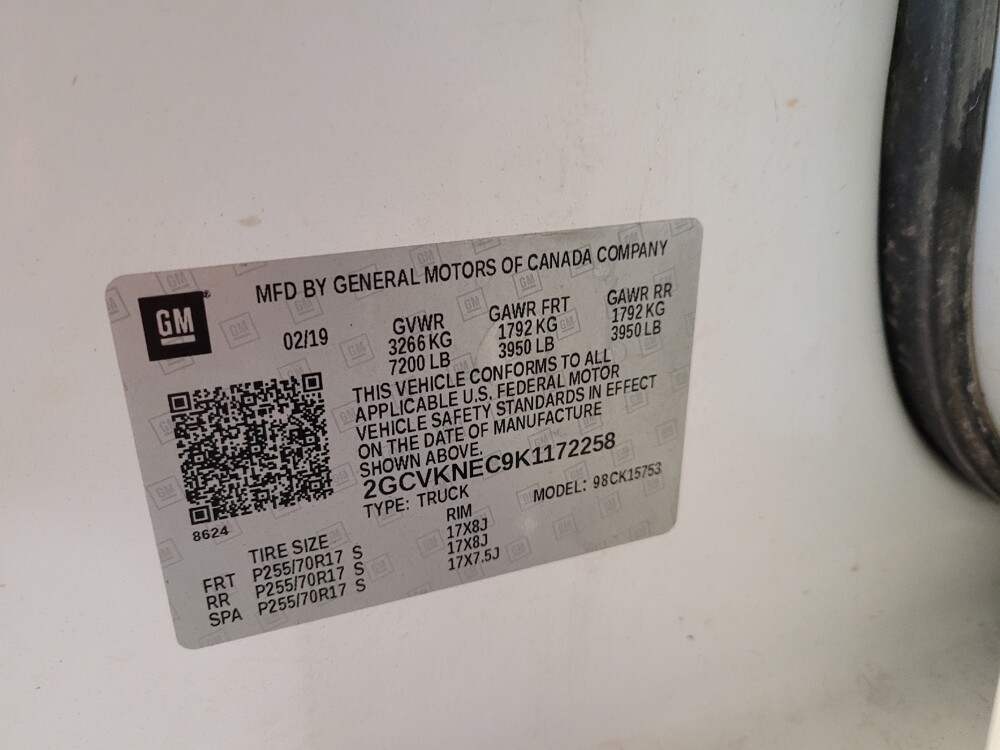 MFD BY GENERAL MOTORS OF CANADA COMPANY
GM ®
02/19
GVWR GAWR FRT GAWR RR
3266 KG 1792 KG 1792 KG
7200 LB 3950 LB 3950 LB
THIS VEHICLE CONFORMS TO ALL
APPLICABLE U.S. FEDERAL MOTOR
VEHICLE SAFETY STANDARDS IN EFFECT
ON THE DATE OF MANUFACTURE
SHOWN ABOVE.
2GCVKNEC9K1172258
TYPE: TRUCK MODEL: 98CK15753
8624
TIRE SIZE RIM
FRT P255/70R17 S 17X8J
RR P255/70R17 S 17X8J
SPA P255/70R17 S 17X7.5J